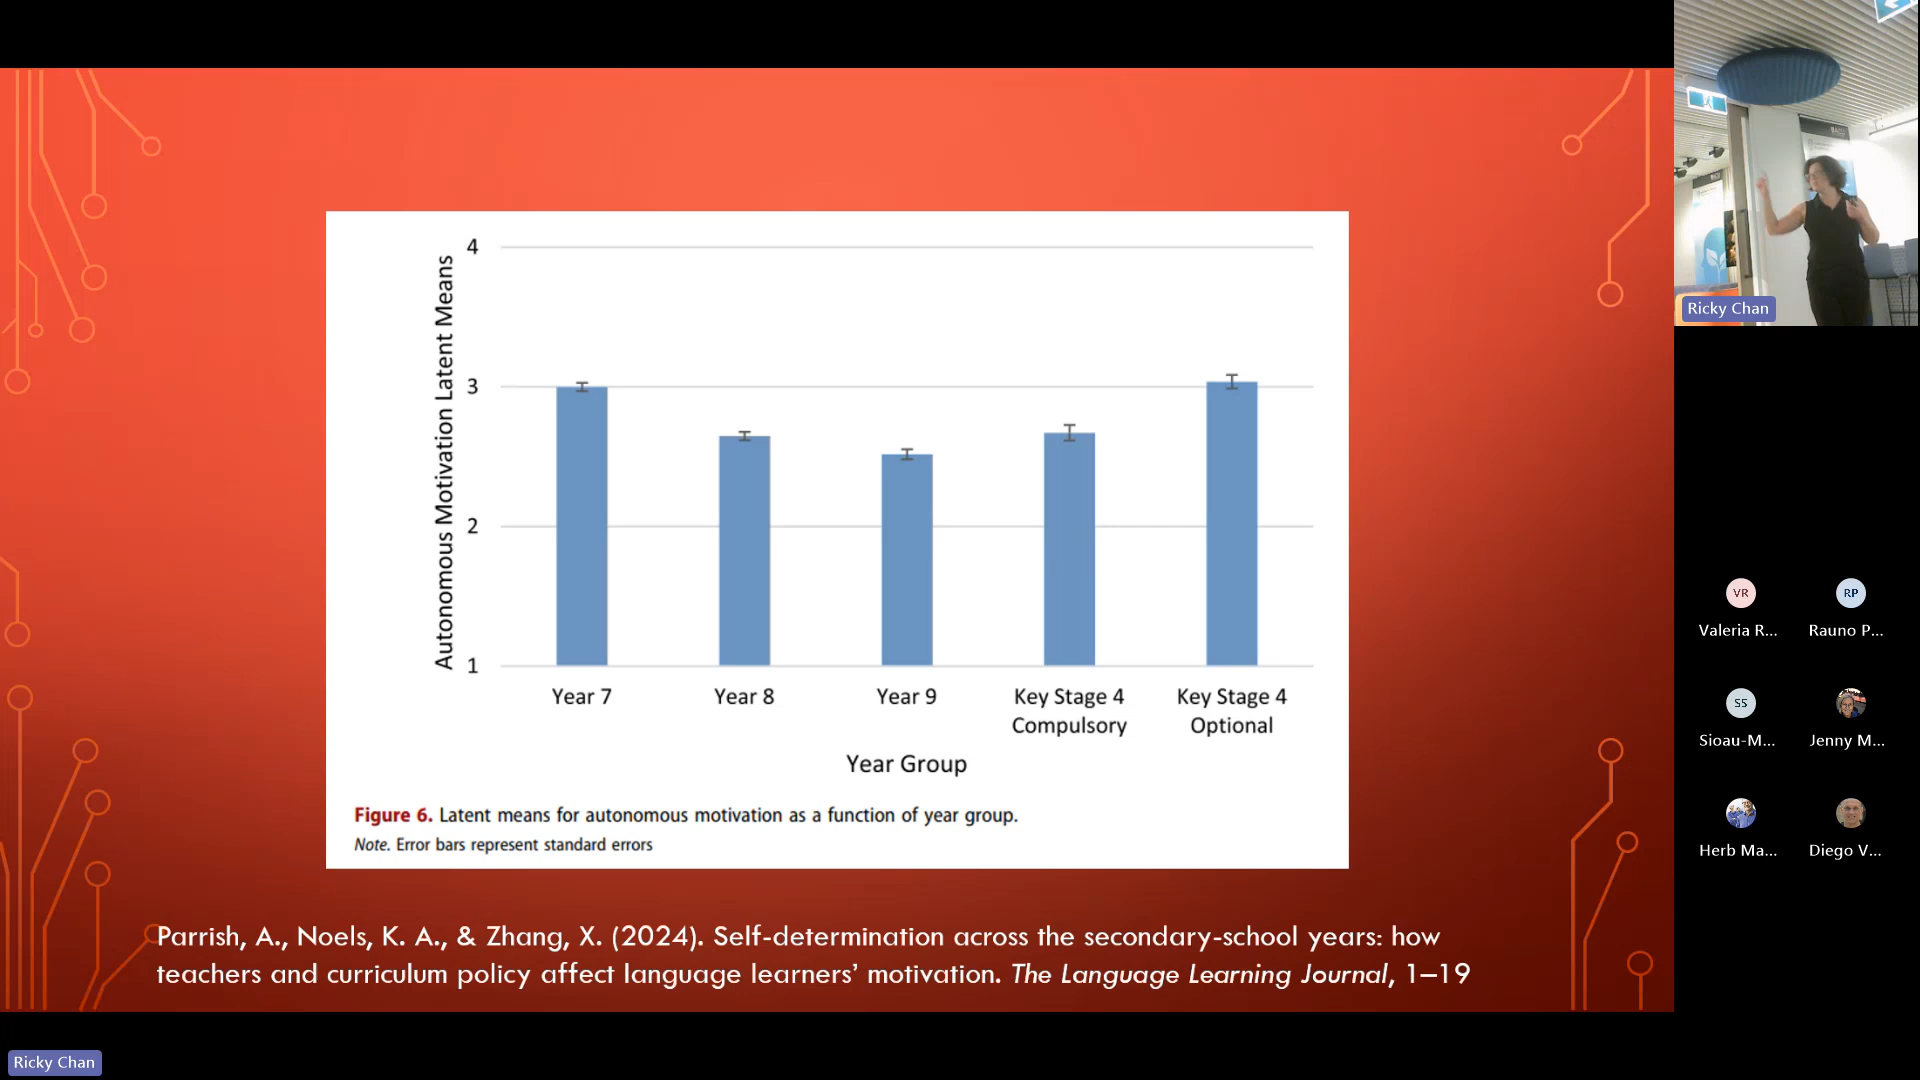 4
3
2
1
Autonomous Motivation Latent Means
Year 7
Year 8
Year 9
Key Stage 4
Compulsory
Key Stage 4
Optional
Year Group
Figure 6. Latent means for autonomous motivation as a function of year group.
Note. Error bars represent standard errors
Parrish, A., Noels, K. A., & Zhang, X. (2024). Self-determination across the secondary-school years: how
teachers and curriculum policy affect language learners’ motivation. The Language Learning Journal, 1–19
Ricky Chan
VR
RP
Valeria R...
Rauno P...
SS
Sioau-M...
Jenny M...
Herb Ma...
Diego V...
Ricky Chan